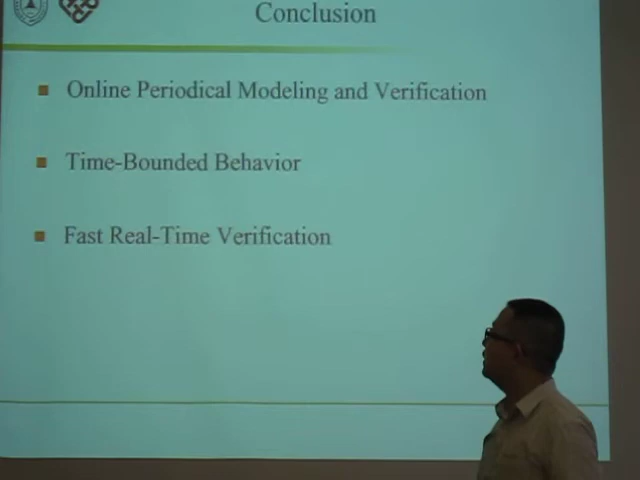 Conclusion
Online Periodical Modeling and Verification
Time-Bounded Behavior
Fast Real-Time Verification